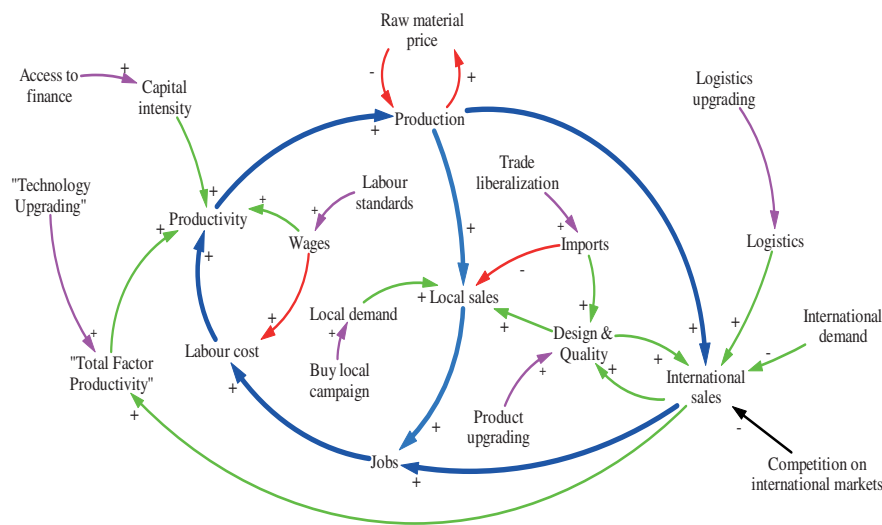 Raw material
price
Access to
finance
+
Capital
intensity
-
+
Logistics
upgrading
Production
+
"Technology
Upgrading"
Trade
liberalization
Labour
standards
+
+
+
Productivity
+
+
Wages
+
+
Imports
Logistics
+
-
+
Local sales
Local demand
+
+
+
Design &
Quality
International
demand
+
+
+
-
+
"Total Factor
Productivity"
+
Labour cost
+
+
Buy local
campaign
+
+
International
sales
+
Product
upgrading
-
+
Jobs
+
Competition on
international markets